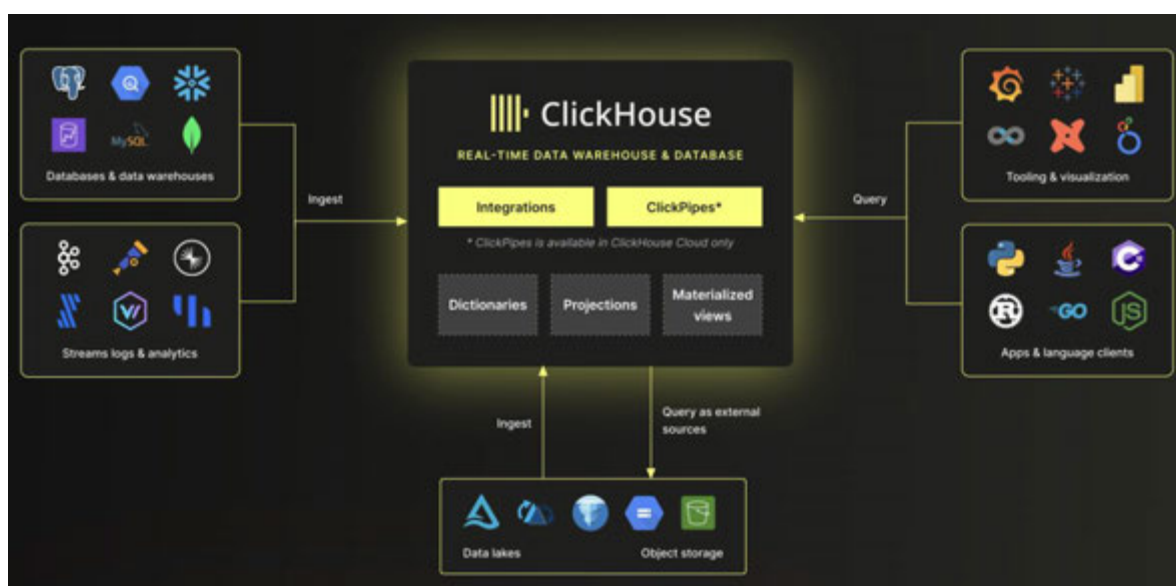 ClickHouse
REAL-TIME DATA WAREHOUSE & DATABASE
Integrations
ClickPipes*
* ClickPipes is available in ClickHouse Cloud only
Dictionaries
Projections
Materialized
views
MySQL
Databases & data warehouses
Ingest
Streams logs & analytics
Query
Tooling & visualization
GO
JS
Apps & language clients
Ingest
Query as external
sources
Data lakes
Object storage